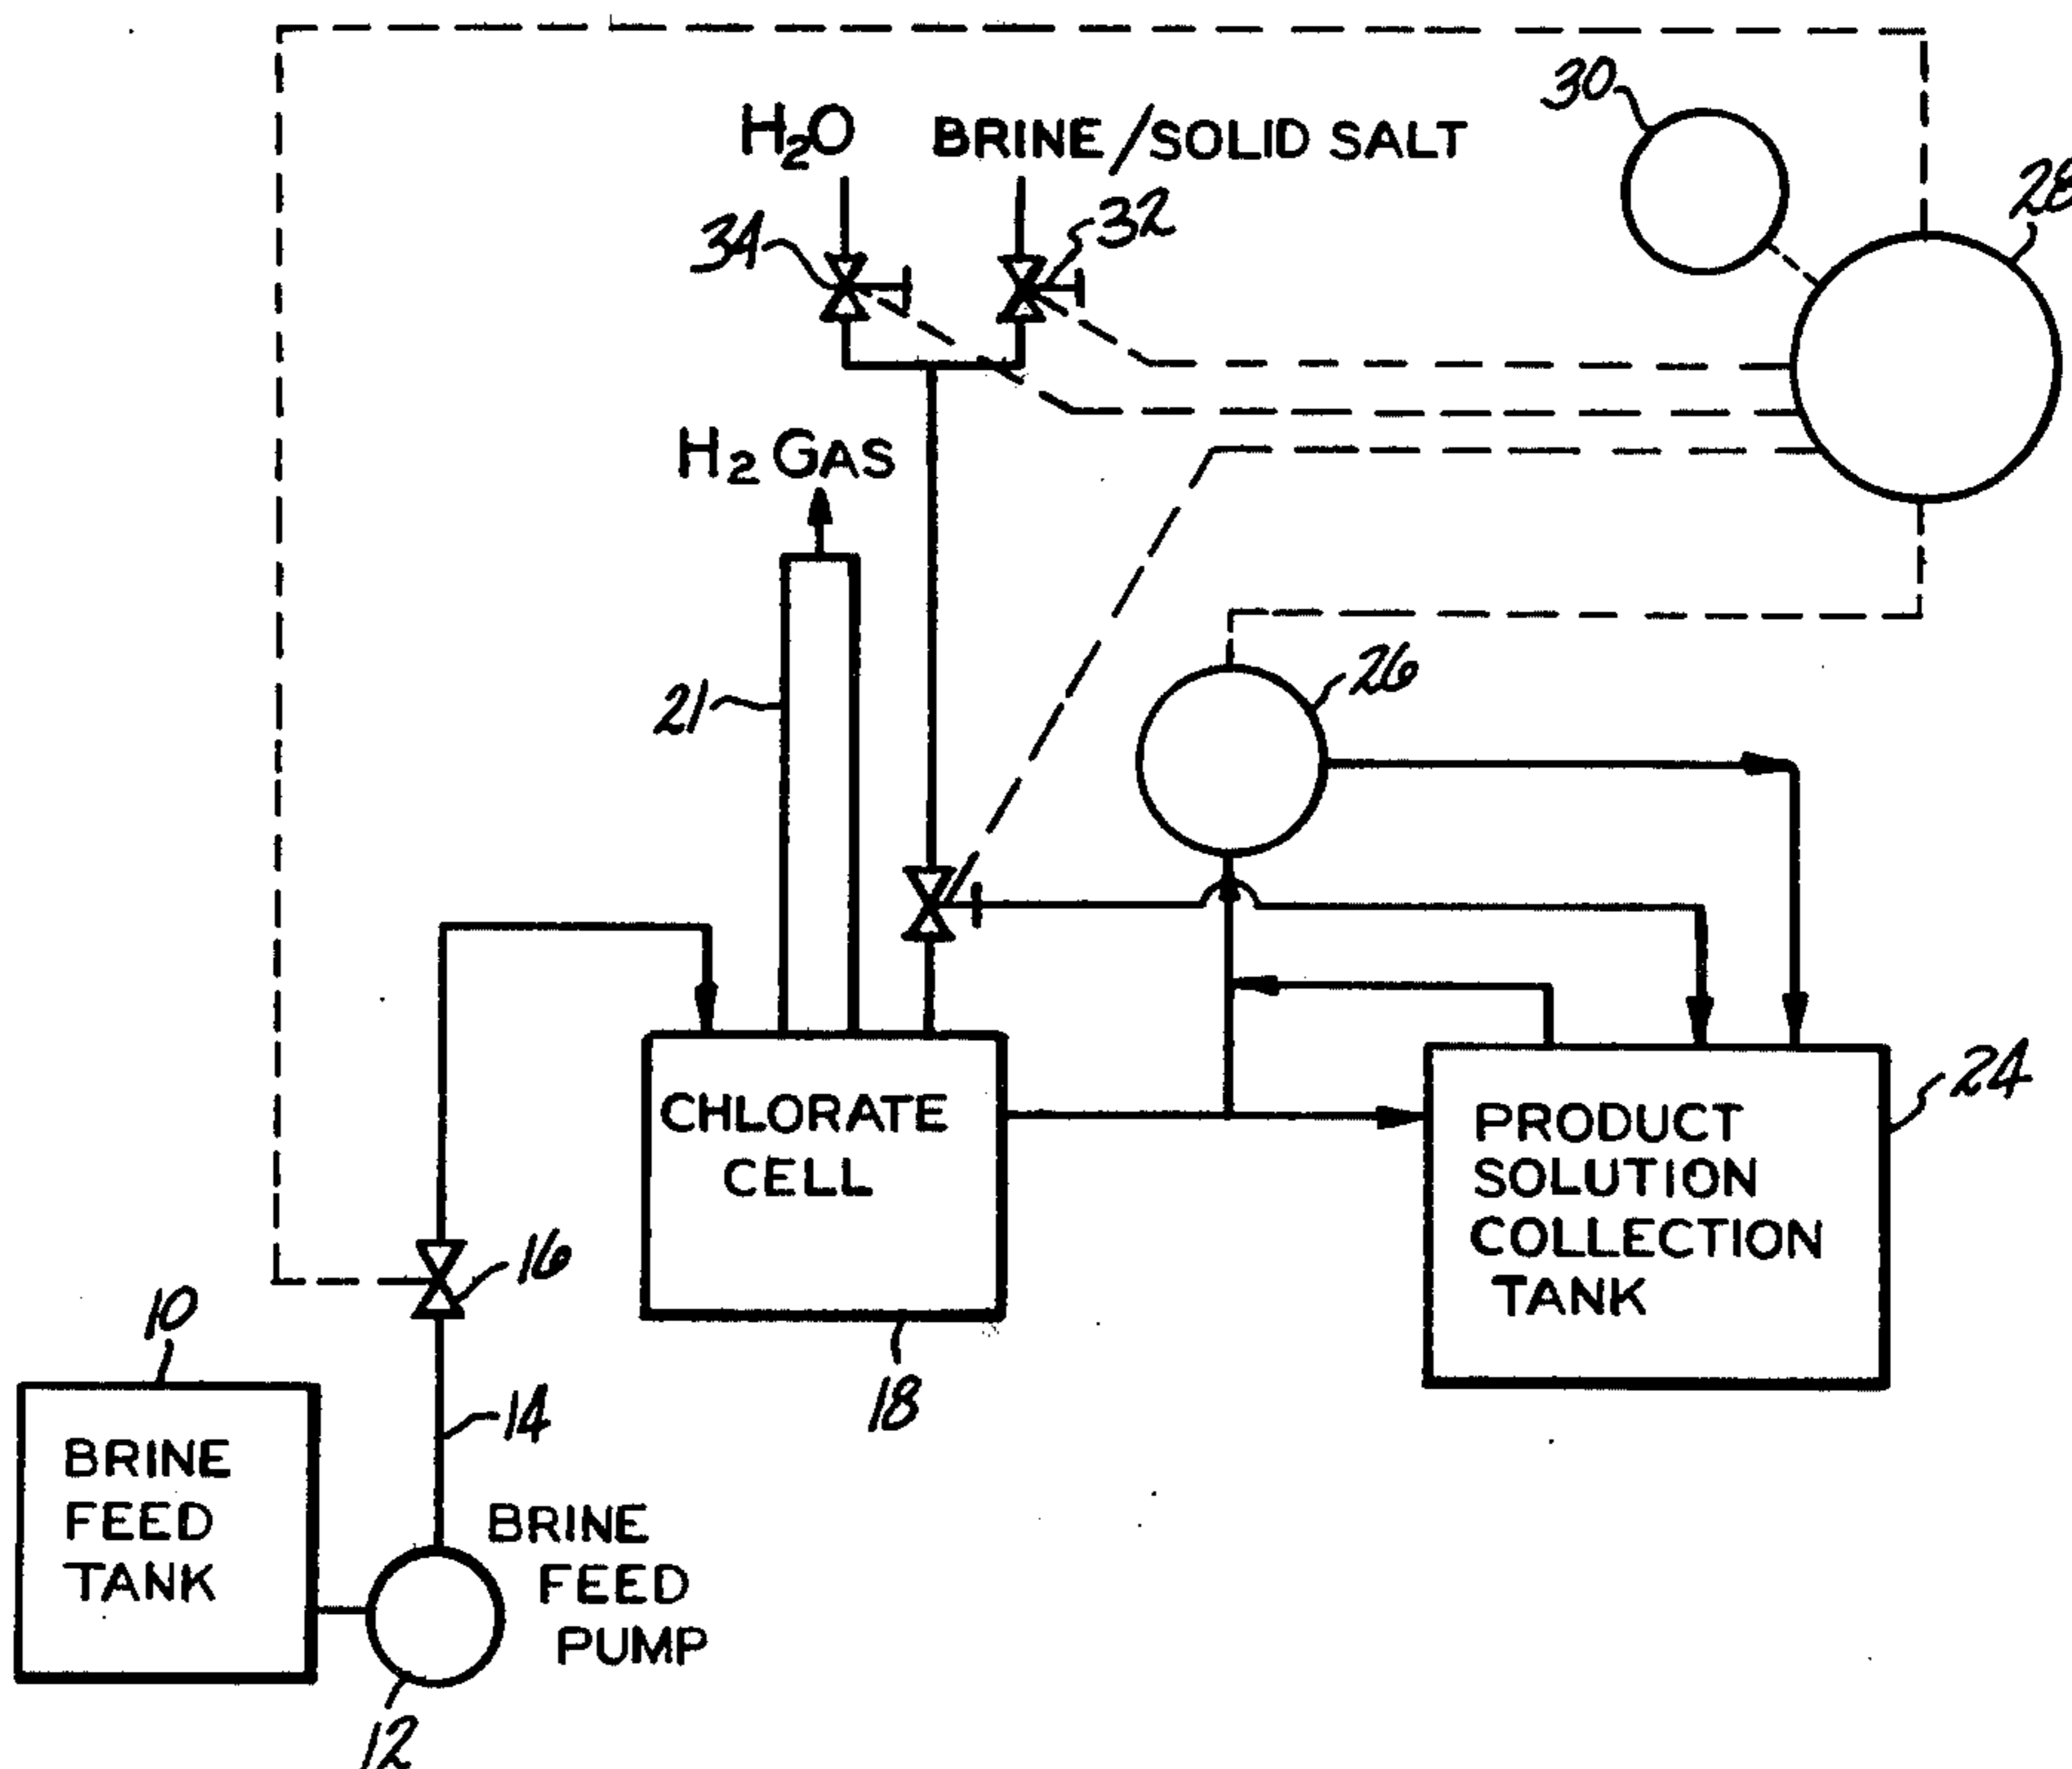 30
H₂O
BRINE/SOLID SALT
28
34
32
H₂ GAS
21
26
24
CHLORATE
CELL
PRODUCT
SOLUTION
COLLECTION
TANK
16
10
18
14
BRINE
FEED
TANK
BRINE
FEED
PUMP
12